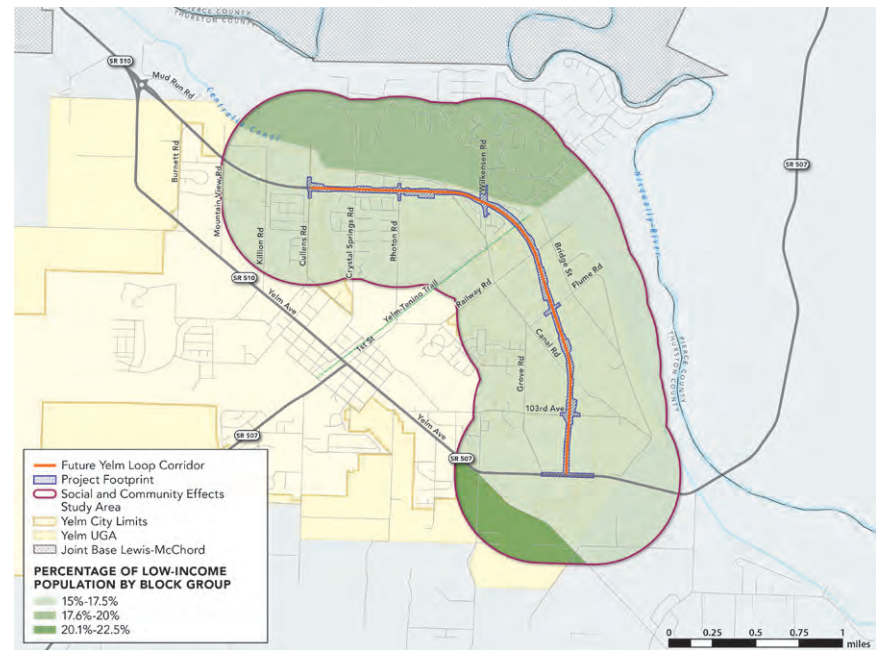 PIERCE COUNTY
THURSTON COUNTY
SR 510
Mud Run Rd
Centralia Canal
Burnett Rd
Mountain View Rd
Killion Rd
Cullens Rd
Crystal Springs Rd
Rhoton Rd
Wilkensen Rd
Nisqually River
SR 507
SR 510
Yelm Ave
Yelm-Tenino Trail
Railway Rd
Bridge St
Flume Rd
1st St
Canal Rd
Grove Rd
PIERCE COUNTY
THURSTON COUNTY
103rd Ave
Yelm Ave
SR 507
SR 507
Future Yelm Loop Corridor
Project Footprint
Social and Community Effects
Study Area
Yelm City Limits
Yelm UGA
Joint Base Lewis-McChord
PERCENTAGE OF LOW-INCOME
POPULATION BY BLOCK GROUP
15%-17.5%
17.6%-20%
20.1%-22.5%
0 0.25 0.5 0.75 1
miles